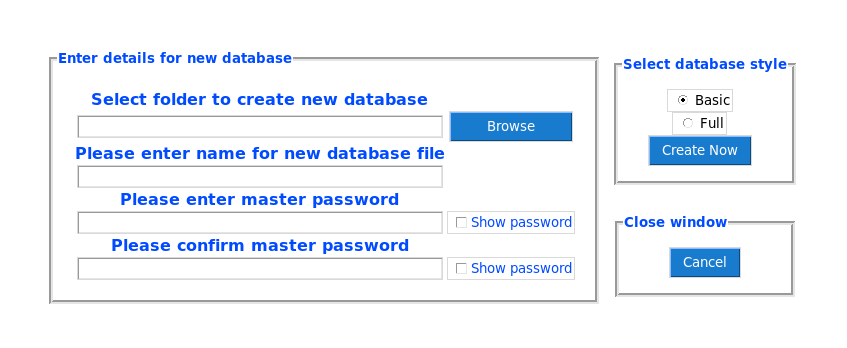 Enter details for new database
Select folder to create new database
Browse
Please enter name for new database file
Please enter master password
Show password
Please confirm master password
Show password
Select database style
Basic
Full
Create Now
Close window
Cancel